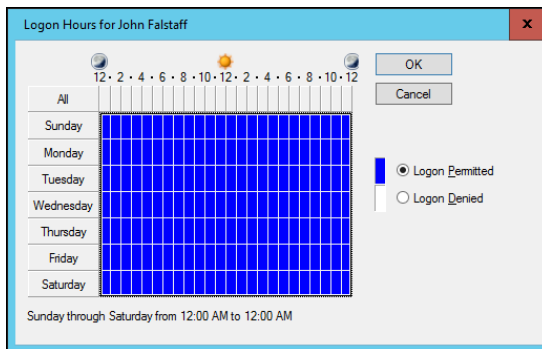 Logon Hours for John Falstaff
x
12 · 2 · 4 · 6 · 8 · 10 · 12 · 2 · 4 · 6 · 8 · 10 · 12
OK
Cancel
All
Sunday
Monday
Tuesday
Wednesday
Thursday
Friday
Saturday
Logon Permitted
Logon Denied
Sunday through Saturday from 12:00 AM to 12:00 AM